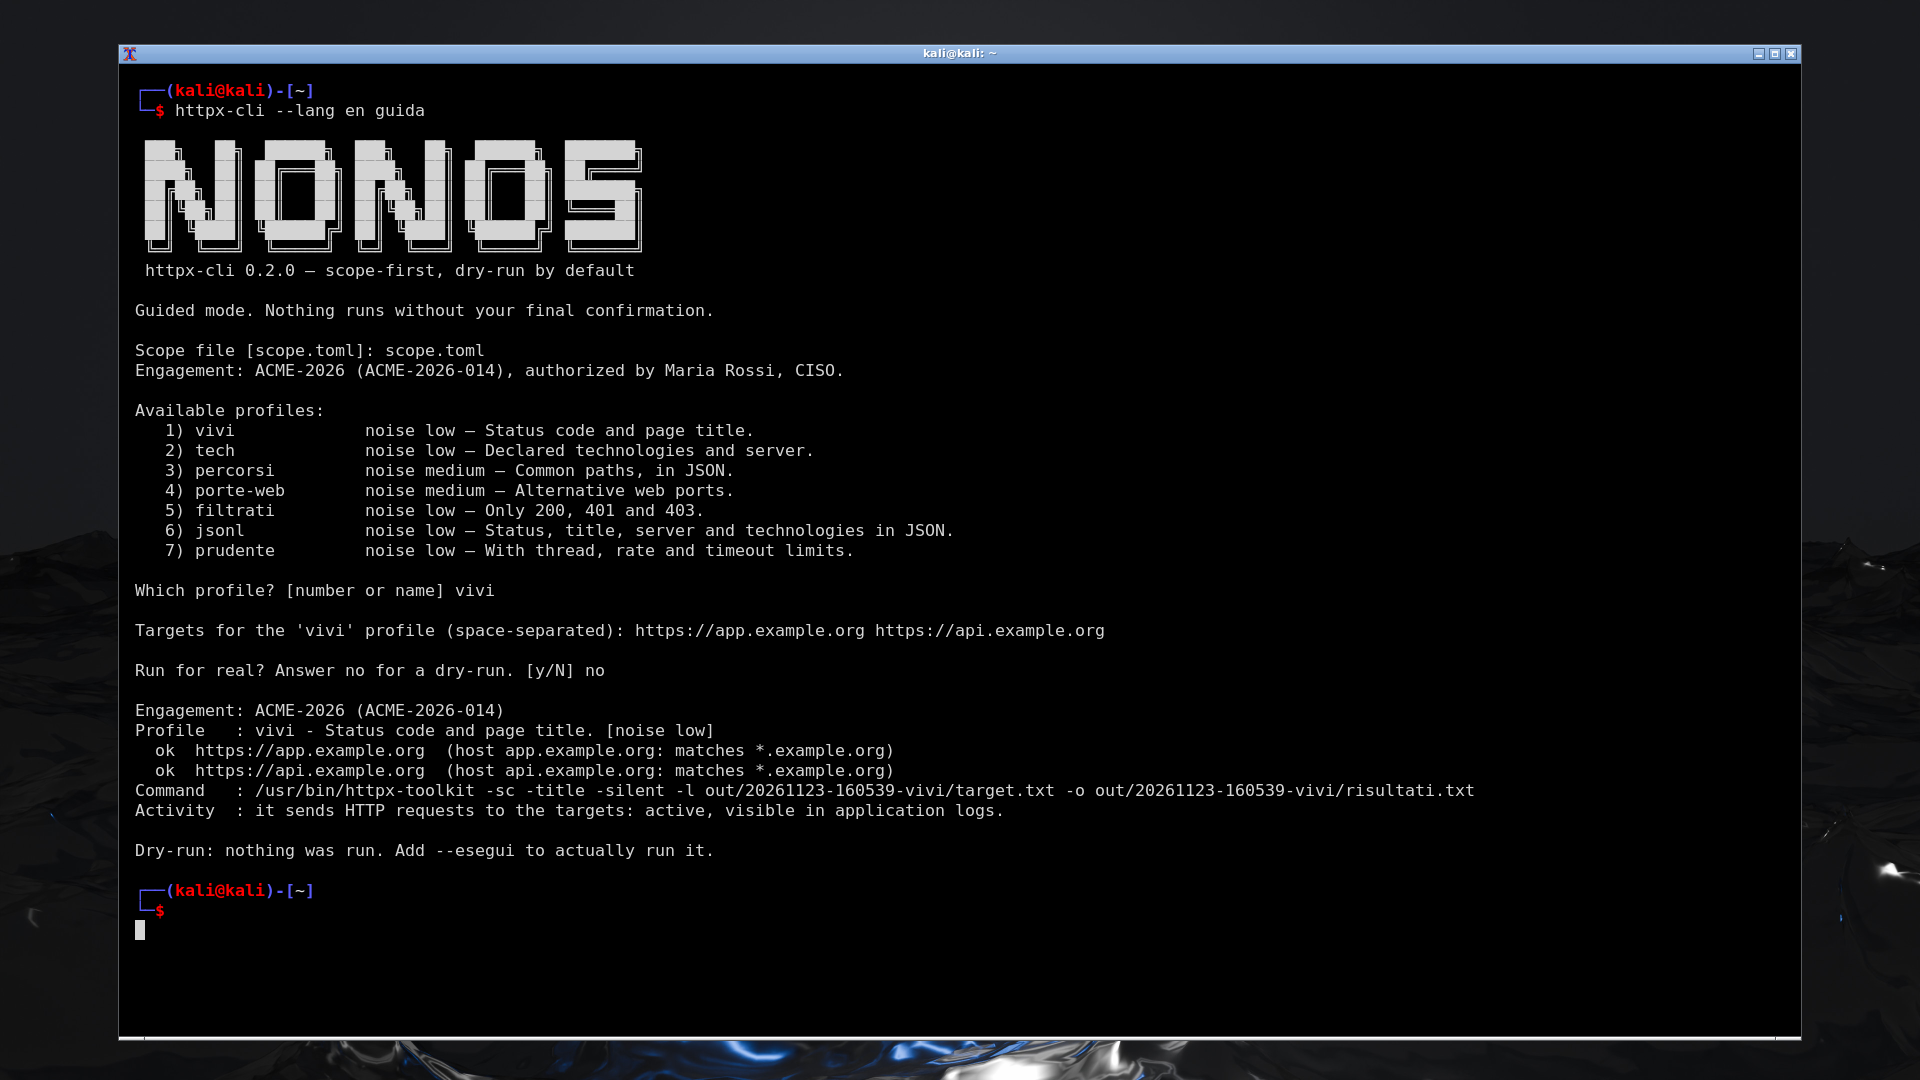 kali@kali: ~
┌──(kali@kali)-[~]
└─$ httpx-cli --lang en guida
NONOS
httpx-cli 0.2.0 — scope-first, dry-run by default
Guided mode. Nothing runs without your final confirmation.
Scope file [scope.toml]: scope.toml
Engagement: ACME-2026 (ACME-2026-014), authorized by Maria Rossi, CISO.
Available profiles:
1) vivi noise low — Status code and page title.
2) tech noise low — Declared technologies and server.
3) percorsi noise medium — Common paths, in JSON.
4) porte-web noise medium — Alternative web ports.
5) filtrati noise low — Only 200, 401 and 403.
6) jsonl noise low — Status, title, server and technologies in JSON.
7) prudente noise low — With thread, rate and timeout limits.
Which profile? [number or name] vivi
Targets for the 'vivi' profile (space-separated): https://app.example.org https://api.example.org
Run for real? Answer no for a dry-run. [y/N] no
Engagement: ACME-2026 (ACME-2026-014)
Profile : vivi - Status code and page title. [noise low]
ok https://app.example.org (host app.example.org: matches *.example.org)
ok https://api.example.org (host api.example.org: matches *.example.org)
Command : /usr/bin/httpx-toolkit -sc -title -silent -l out/20261123-160539-vivi/target.txt -o out/20261123-160539-vivi/risultati.txt
Activity : it sends HTTP requests to the targets: active, visible in application logs.
Dry-run: nothing was run. Add --esegui to actually run it.
┌──(kali@kali)-[~]
└─$